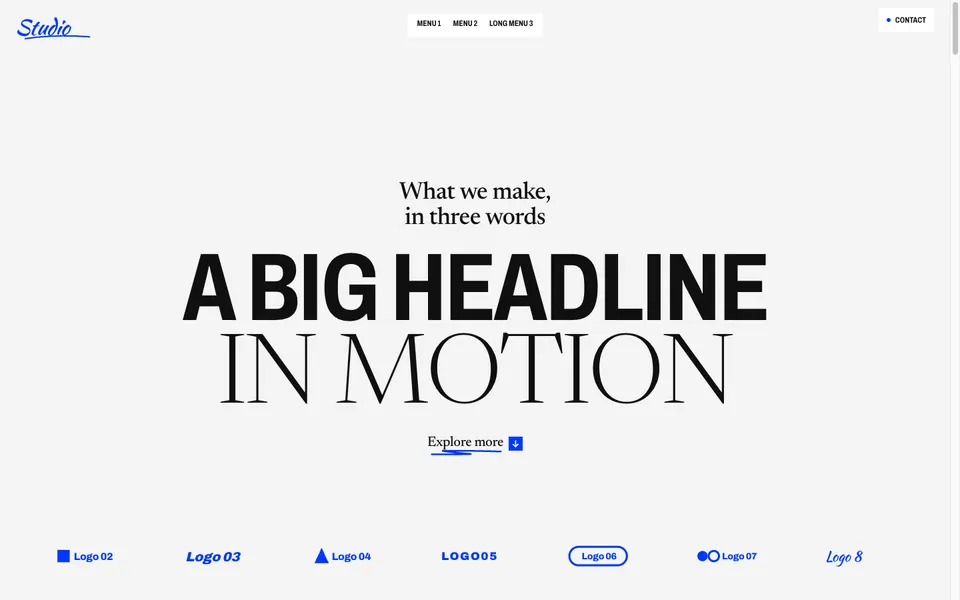 Studio
MENU 1 MENU 2 LONG MENU 3
CONTACT
What we make,
in three words
A BIG HEADLINE
IN MOTION
Explore more
Logo 02 Logo 03 Logo 04 LOGO05 Logo 06 Logo 07 Logo 8